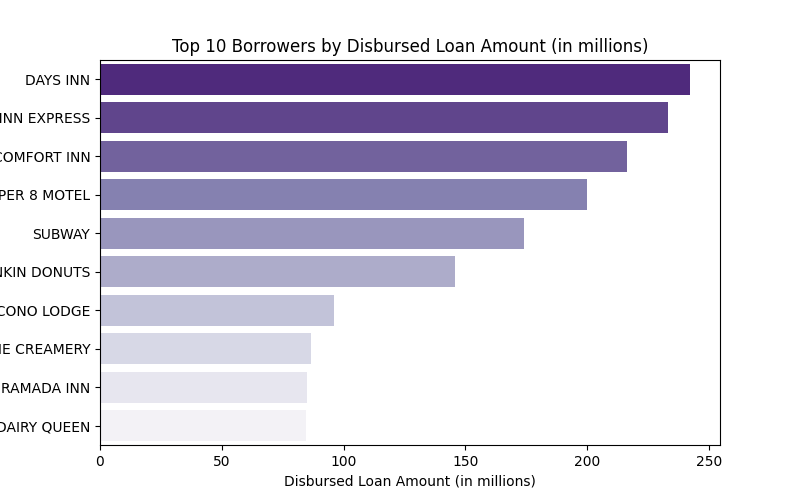 Top 10 Borrowers by Disbursed Loan Amount (in millions)
DAYS INN
INN EXPRESS
COMFORT INN
PER 8 MOTEL
SUBWAY
NKIN DONUTS
CONO LODGE
NE CREAMERY
RAMADA INN
DAIRY QUEEN
0 50 100 150 200 250
Disbursed Loan Amount (in millions)